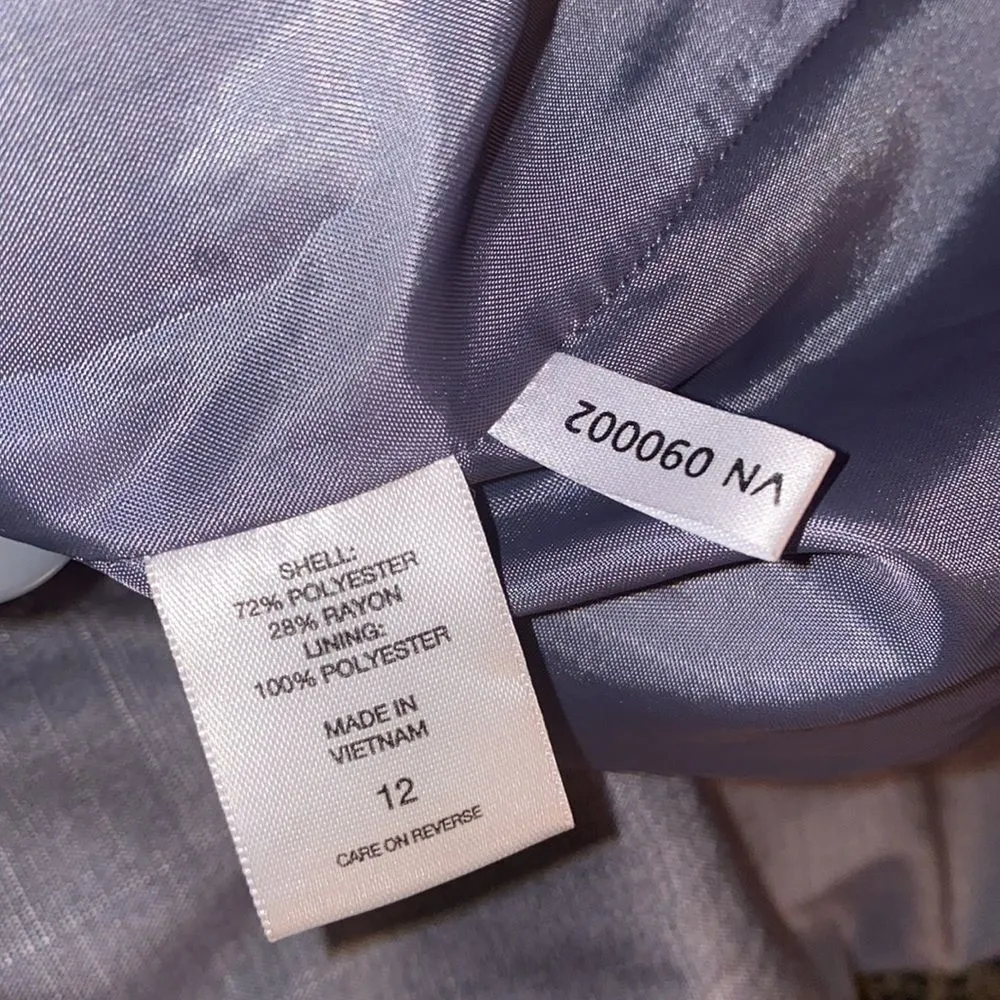 SHELL:
72% POLYESTER
28% RAYON
LINING:
100% POLYESTER
MADE IN
VIETNAM
12
CARE ON REVERSE
VN 090002